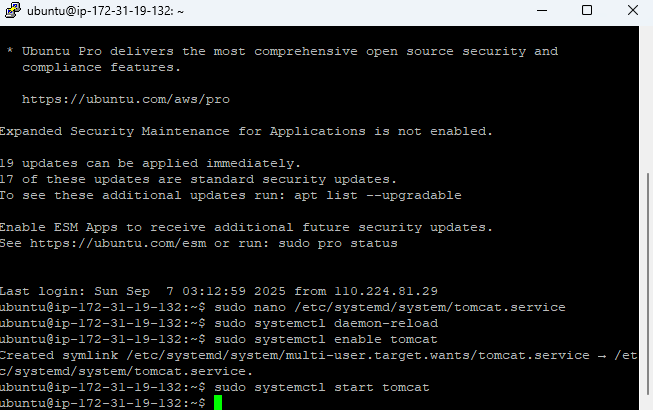 ubuntu@ip-172-31-19-132: ~
* Ubuntu Pro delivers the most comprehensive open source security and
compliance features.
https://ubuntu.com/aws/pro
Expanded Security Maintenance for Applications is not enabled.
19 updates can be applied immediately.
17 of these updates are standard security updates.
To see these additional updates run: apt list --upgradable
Enable ESM Apps to receive additional future security updates.
See https://ubuntu.com/esm or run: sudo pro status
Last login: Sun Sep  7 03:12:59 2025 from 110.224.81.29
ubuntu@ip-172-31-19-132:~$ sudo nano /etc/systemd/system/tomcat.service
ubuntu@ip-172-31-19-132:~$ sudo systemctl daemon-reload
ubuntu@ip-172-31-19-132:~$ sudo systemctl enable tomcat
Created symlink /etc/systemd/system/multi-user.target.wants/tomcat.service → /et
c/systemd/system/tomcat.service.
ubuntu@ip-172-31-19-132:~$ sudo systemctl start tomcat
ubuntu@ip-172-31-19-132:~$